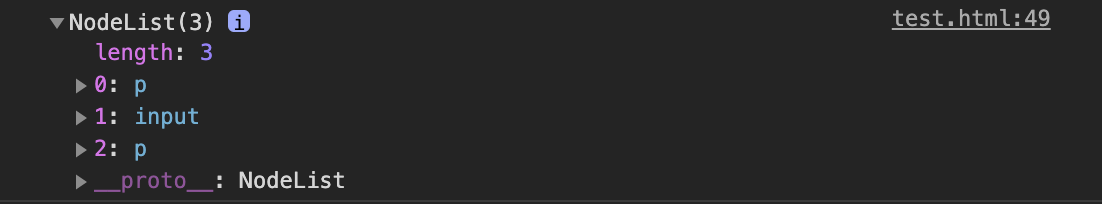 ▼NodeList(3) i test.html:49
length: 3
▶ 0: p
▶ 1: input
▶ 2: p
▶ __proto__: NodeList